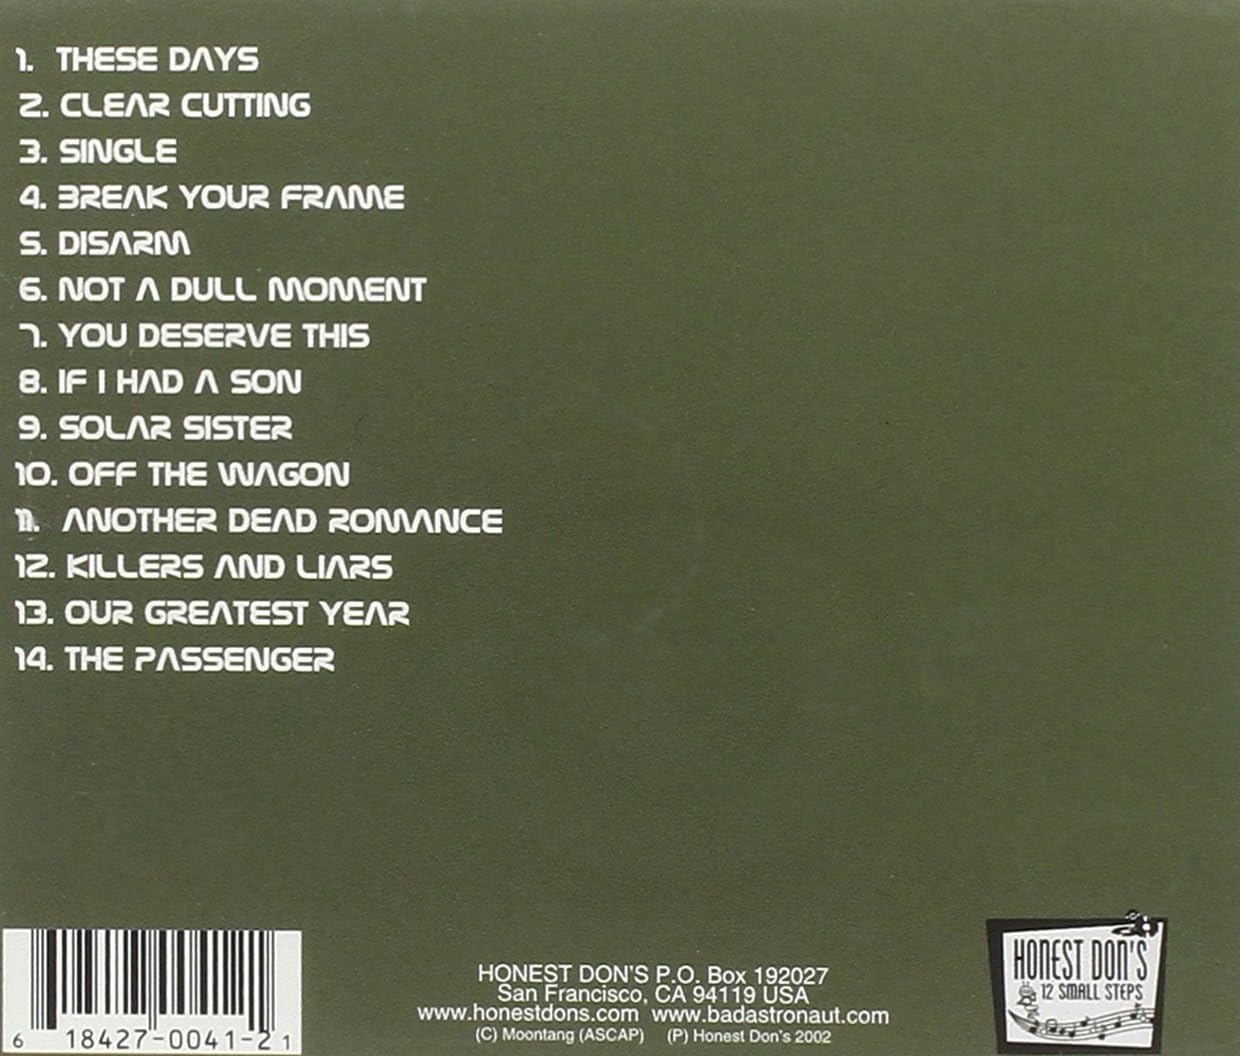 1. THESE DAYS
2. CLEAR CUTTING
3. SINGLE
4. BREAK YOUR FRAME
5. DISARM
6. NOT A DULL MOMENT
7. YOU DESERVE THIS
8. IF I HAD A SON
9. SOLAR SISTER
10. OFF THE WAGON
11. ANOTHER DEAD ROMANCE
12. KILLERS AND LIARS
13. OUR GREATEST YEAR
14. THE PASSENGER
6 18427-0041-2 1
HONEST DON'S P.O. Box 192027
San Francisco, CA 94119 USA
www.honestdons.com www.badastronaut.com
(C) Moontang (ASCAP) (P) Honest Don's 2002
HONEST DON'S
12 SMALL STEPS